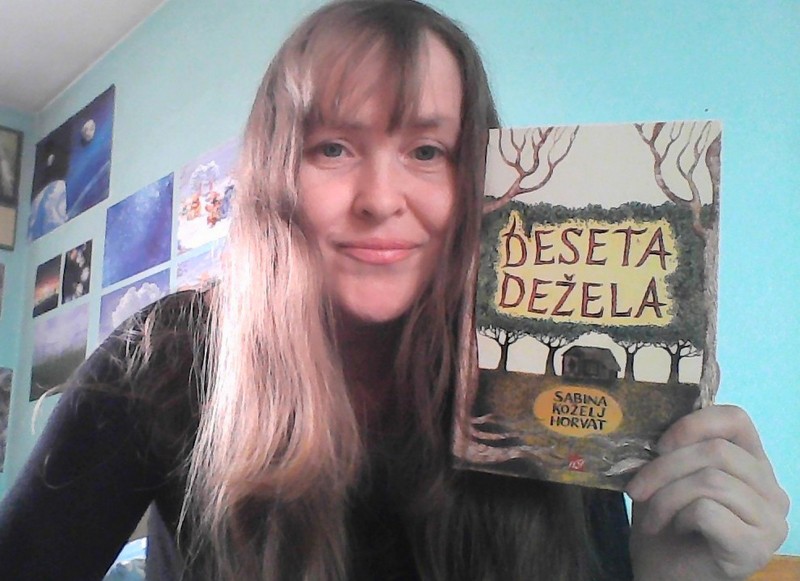 DESETA
DEŽELA
SABINA
KOŽELJ
HORVAT